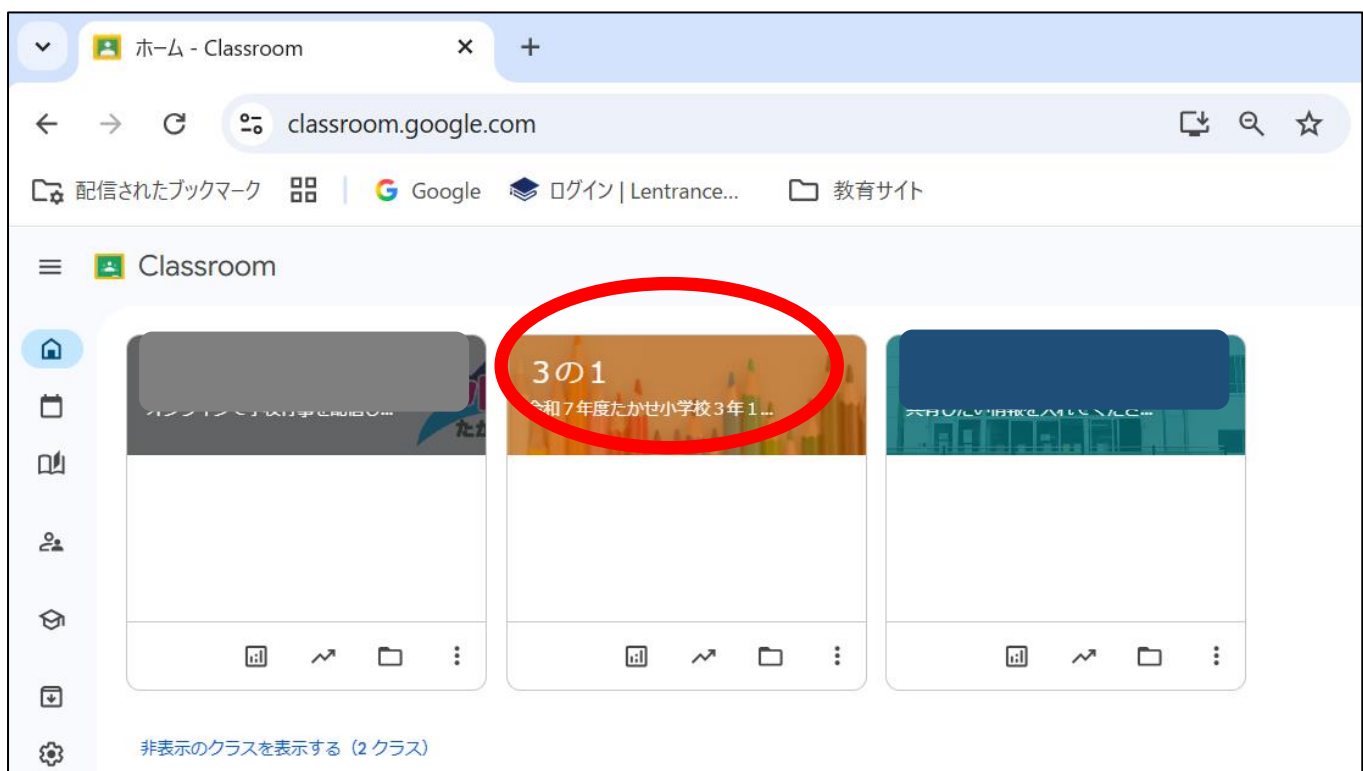 ホーム - Classroom
classroom.google.com
配信されたブックマーク Google ログイン | Lentrance... 教育サイト
Classroom
3の1
令和7年度たかせ小学校3年1...
非表示のクラスを表示する（2 クラス）